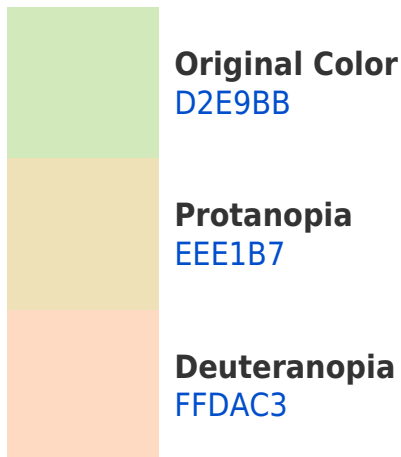 Original Color
D2E9BB
Protanopia
EEE1B7
Deuteranopia
FFDAC3